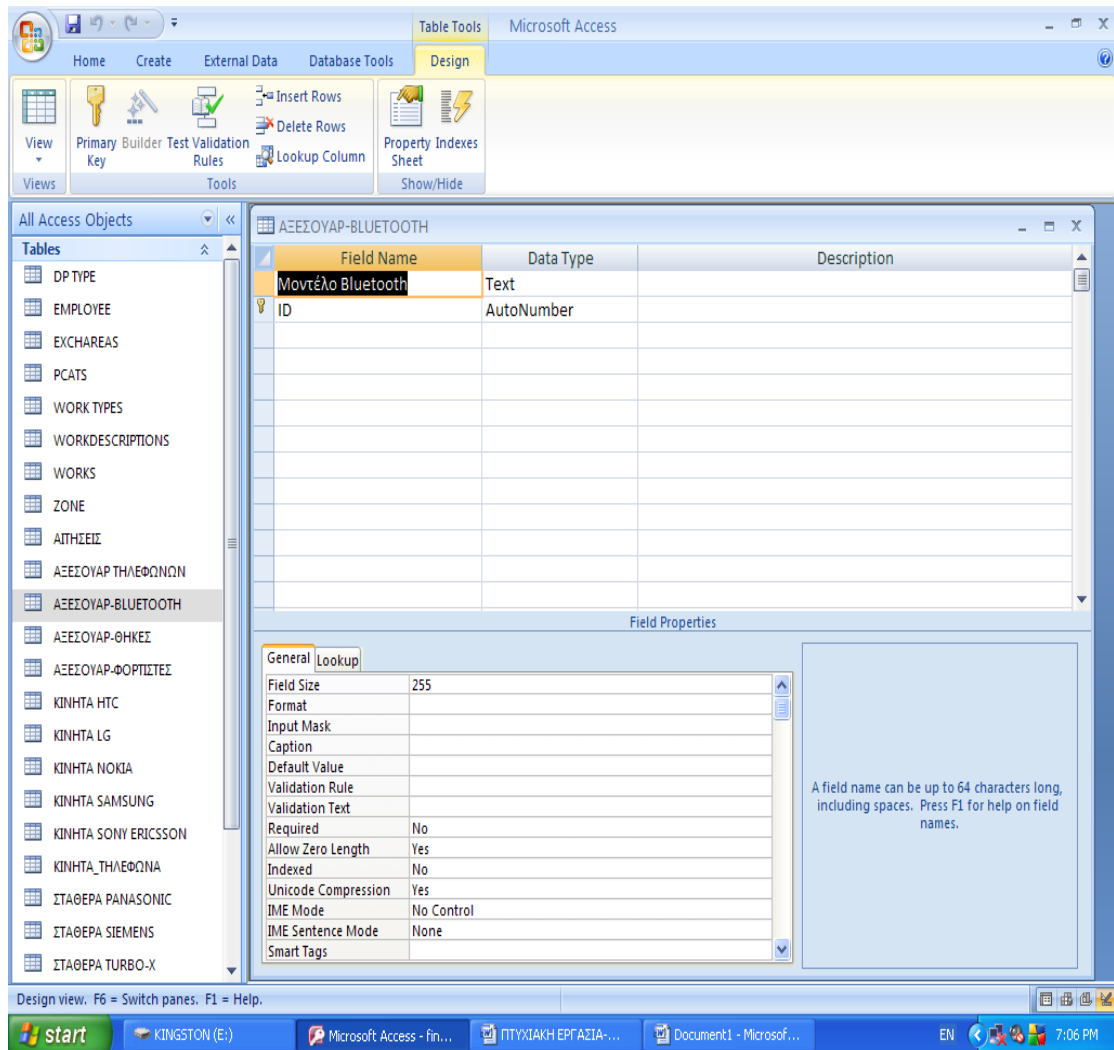 Table Tools Microsoft Access
Home Create External Data Database Tools Design
View
Primary Key
Builder
Test Validation Rules
Insert Rows
Delete Rows
Lookup Column
Property Sheet
Indexes
Views Tools Show/Hide
All Access Objects
Tables
DP TYPE
EMPLOYEE
EXCHAREAS
PCATS
WORK TYPES
WORKDESCRIPTIONS
WORKS
ZONE
ΑΙΤΗΣΕΙΣ
ΑΞΕΣΟΥΑΡ ΤΗΛΕΦΩΝΩΝ
ΑΞΕΣΟΥΑΡ-BLUETOOTH
ΑΞΕΣΟΥΑΡ-ΘΗΚΕΣ
ΑΞΕΣΟΥΑΡ-ΦΟΡΤΙΣΤΕΣ
ΚΙΝΗΤΑ HTC
ΚΙΝΗΤΑ LG
ΚΙΝΗΤΑ NOKIA
ΚΙΝΗΤΑ SAMSUNG
ΚΙΝΗΤΑ SONY ERICSSON
ΚΙΝΗΤΑ_ΤΗΛΕΦΩΝΑ
ΣΤΑΘΕΡΑ PANASONIC
ΣΤΑΘΕΡΑ SIEMENS
ΣΤΑΘΕΡΑ TURBO-X
ΑΞΕΣΟΥΑΡ-BLUETOOTH
Field Name Data Type Description
Μοντέλο Bluetooth Text
ID AutoNumber
Field Properties
General Lookup
Field Size 255
Format
Input Mask
Caption
Default Value
Validation Rule
Validation Text
Required No
Allow Zero Length Yes
Indexed No
Unicode Compression Yes
IME Mode No Control
IME Sentence Mode None
Smart Tags
A field name can be up to 64 characters long,
including spaces. Press F1 for help on field
names.
Design view. F6 = Switch panes. F1 = Help.
start KINGSTON (E:) Microsoft Access - fin... ΠΤΥΧΙΑΚΗ ΕΡΓΑΣΙΑ-... Document1 - Microsof... EN 7:06 PM